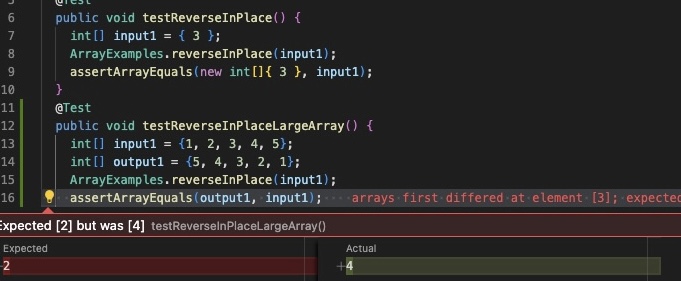 @Test
6 public void testReverseInPlace() {
7 int[] input1 = { 3 };
8 ArrayExamples.reverseInPlace(input1);
9 assertArrayEquals(new int[]{ 3 }, input1);
10 }
11 @Test
12 public void testReverseInPlaceLargeArray() {
13 int[] input1 = {1, 2, 3, 4, 5};
14 int[] output1 = {5, 4, 3, 2, 1};
15 ArrayExamples.reversePlace(input1);
16 assertArrayEquals(output1, input1); arrays first differed at element [3]; expected
Expected [2] but was [4] testReverseInPlaceLargeArray()
Expected
Actual
2
+4